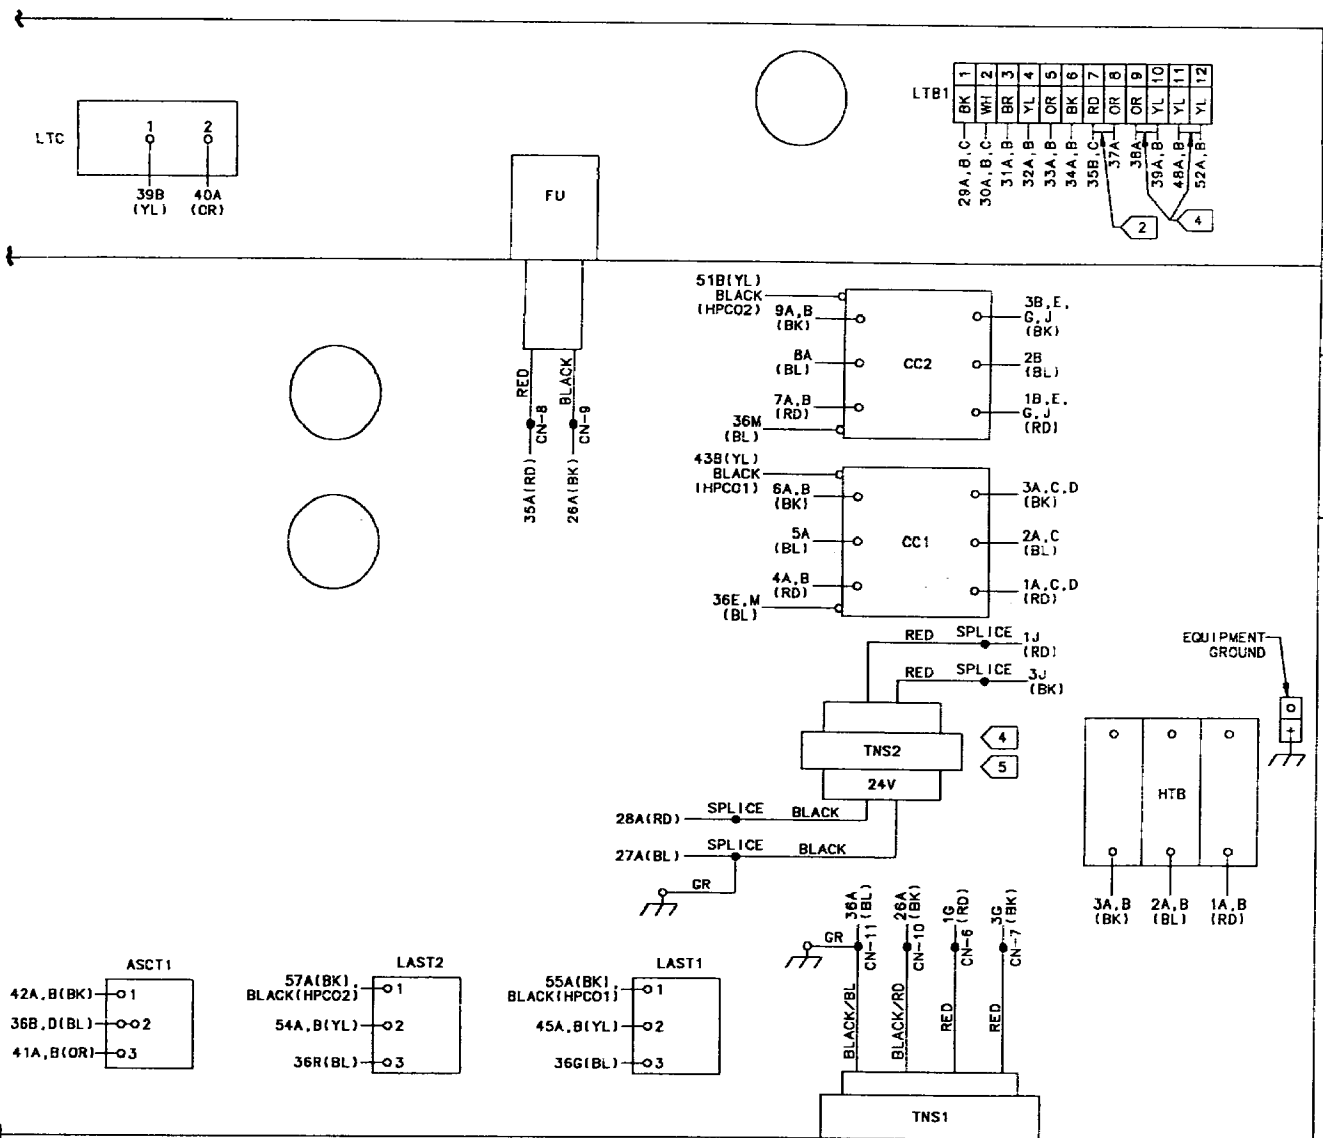 LTC
1
2
39B
(YL)
40A
(OR)
FU
LTB1
BK 1
WH 2
BR 3
YL 4
OR 5
BK 6
RD 7
OR 8
OR 9
YL 10
YL 11
YL 12
29A,B,C
30A,B,C
31A,B
32A,B
33A,B
34A,B
35B,C
37A
38A
39A,B
48A,B
52A,B
2
4
RED
BLACK
CN-8
CN-9
35A(RD)
26A(BK)
51B(YL)
BLACK
(HPCO2)
9A,B
(BK)
8A
(BL)
7A,B
(RD)
36M
(BL)
CC2
3B,E,
G,J
(BK)
2B
(BL)
1B,E,
G,J
(RD)
43B(YL)
BLACK
(HPCO1)
6A,B
(BK)
5A
(BL)
4A,B
(RD)
36E,M
(BL)
CC1
3A,C,D
(BK)
2A,C
(BL)
1A,C,D
(RD)
RED SPLICE 1J
(RD)
RED SPLICE 3J
(BK)
TNS2
24V
4
5
28A(RD) SPLICE BLACK
27A(BL) SPLICE BLACK
GR
EQUIPMENT
GROUND
HTB
3A,B
(BK)
2A,B
(BL)
1A,B
(RD)
GR
36A
(BL)
CN-11
26A
(BK)
CN-10
1G
(RD)
CN-6
3G
(BK)
CN-7
BLACK/BL
BLACK/RD
RED
RED
TNS1
ASCT1
42A,B(BK) 1
36B,D(BL) 2
41A,B(OR) 3
LAST2
57A(BK),
BLACK(HPCO2) 1
54A,B(YL) 2
36R(BL) 3
LAST1
55A(BK),
BLACK(HPCO1) 1
45A,B(YL) 2
36G(BL) 3